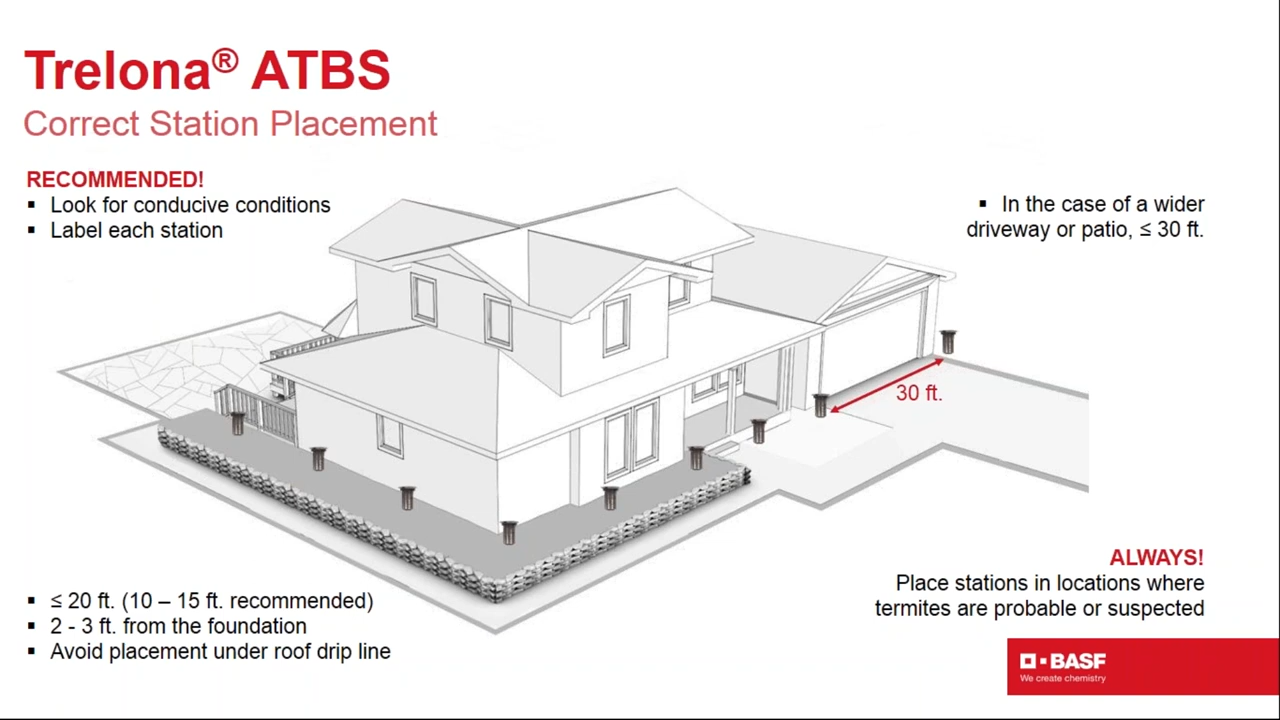 Trelona® ATBS
Correct Station Placement
RECOMMENDED!
▪ Look for conducive conditions
▪ Label each station
▪ In the case of a wider
driveway or patio, ≤ 30 ft.
30 ft.
▪ ≤ 20 ft. (10 – 15 ft. recommended)
▪ 2 - 3 ft. from the foundation
▪ Avoid placement under roof drip line
ALWAYS!
Place stations in locations where
termites are probable or suspected
BASF
We create chemistry